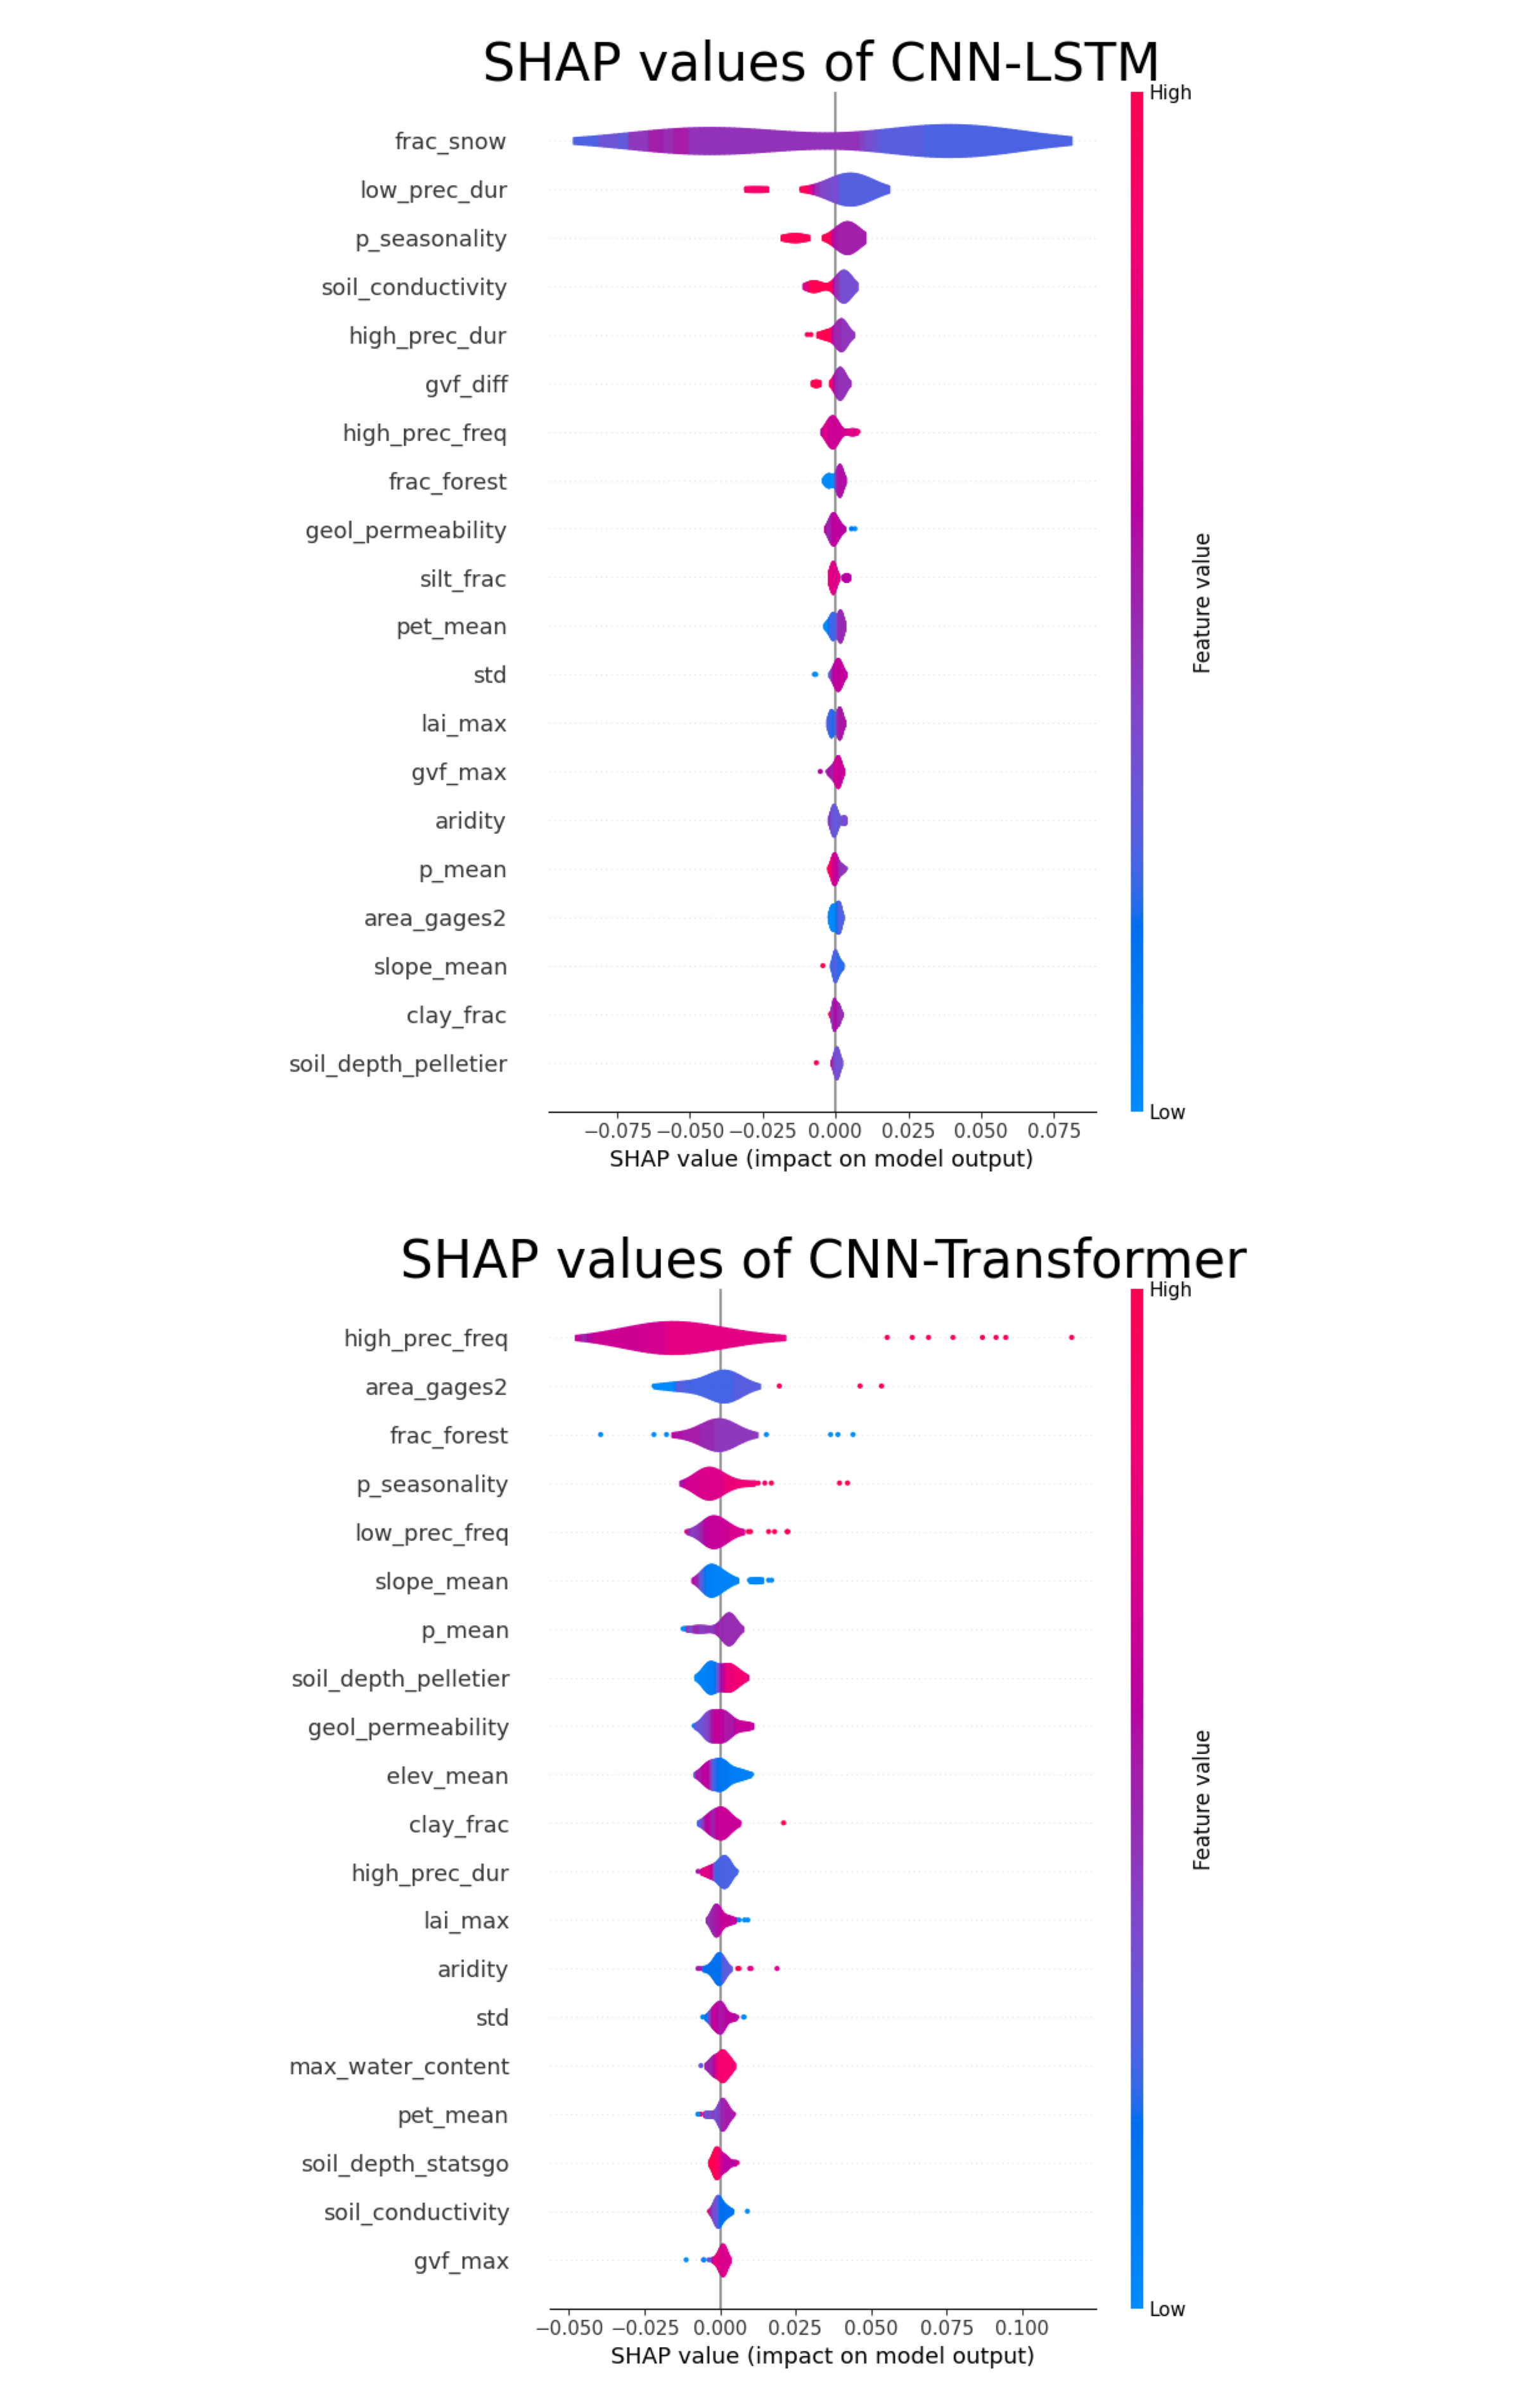 SHAP values of CNN-LSTM
High
frac_snow
low_prec_dur
p_seasonality
soil_conductivity
high_prec_dur
gvf_diff
high_prec_freq
frac_forest
geol_permeability
silt_frac
pet_mean
std
lai_max
gvf_max
aridity
p_mean
area_gages2
slope_mean
clay_frac
soil_depth_pelletier
Feature value
Low
−0.075 −0.050 −0.025 0.000 0.025 0.050 0.075
SHAP value (impact on model output)
SHAP values of CNN-Transformer
High
high_prec_freq
area_gages2
frac_forest
p_seasonality
low_prec_freq
slope_mean
p_mean
soil_depth_pelletier
geol_permeability
elev_mean
clay_frac
high_prec_dur
lai_max
aridity
std
max_water_content
pet_mean
soil_depth_statsgo
soil_conductivity
gvf_max
Feature value
Low
−0.050 −0.025 0.000 0.025 0.050 0.075 0.100
SHAP value (impact on model output)